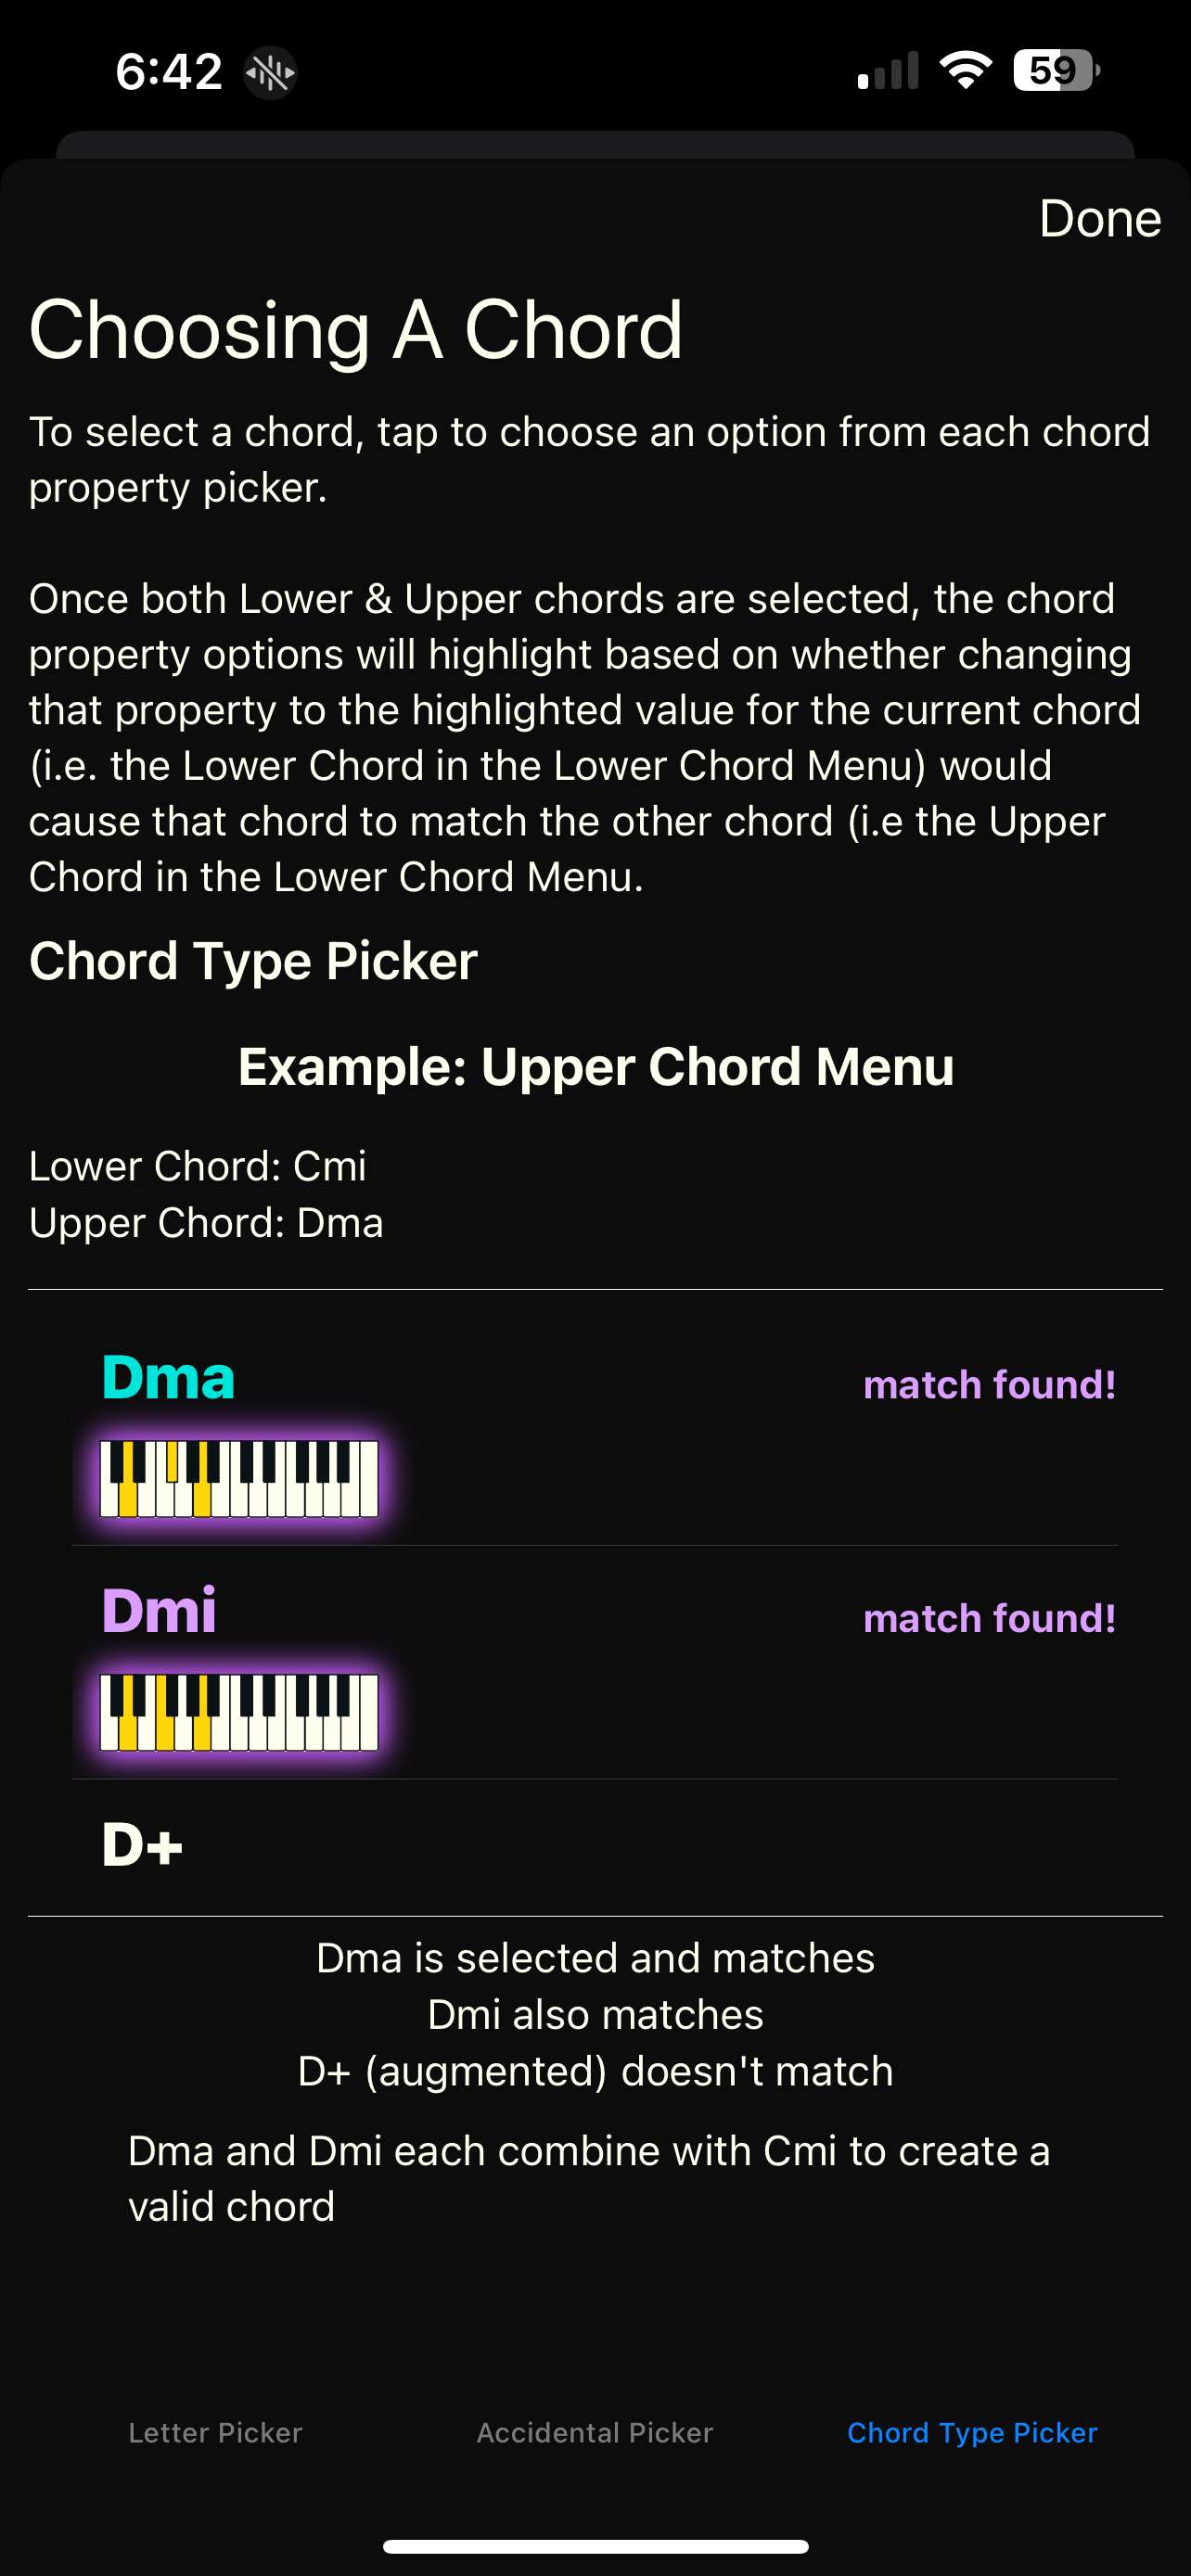 6:42
59
Done
Choosing A Chord
To select a chord, tap to choose an option from each chord
property picker.
Once both Lower & Upper chords are selected, the chord
property options will highlight based on whether changing
that property to the highlighted value for the current chord
(i.e. the Lower Chord in the Lower Chord Menu) would
cause that chord to match the other chord (i.e the Upper
Chord in the Lower Chord Menu.
Chord Type Picker
Example: Upper Chord Menu
Lower Chord: Cmi
Upper Chord: Dma
Dma
match found!
Dmi
match found!
D+
Dma is selected and matches
Dmi also matches
D+ (augmented) doesn't match
Dma and Dmi each combine with Cmi to create a
valid chord
Letter Picker
Accidental Picker
Chord Type Picker